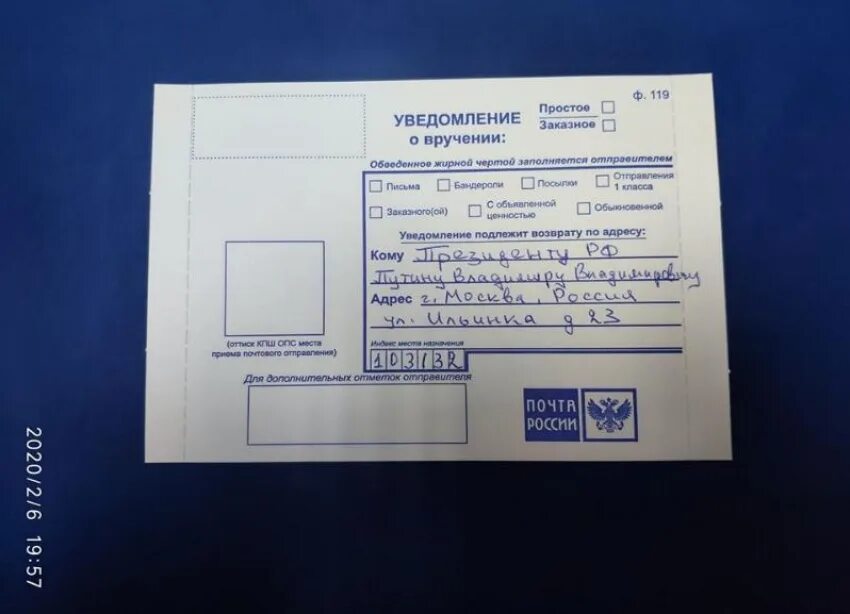 ф. 119
УВЕДОМЛЕНИЕ
о вручении:
Простое
Заказное
Обведенное жирной чертой заполняется отправителем
Письма Бандероли Посылки Отправления 1 класса
Заказного(ой) С объявленной ценностью Обыкновенной
Уведомление подлежит возврату по адресу:
Кому Президенту РФ
Путину Владимиру Владимировичу
Адрес г. Москва, Россия
ул. Ильинка д 23
Индекс места назначения
103132
(оттиск КПШ ОПС места
приема почтового отправления)
Для дополнительных отметок отправителя
ПОЧТА
РОССИИ
2020/2/6 19:57